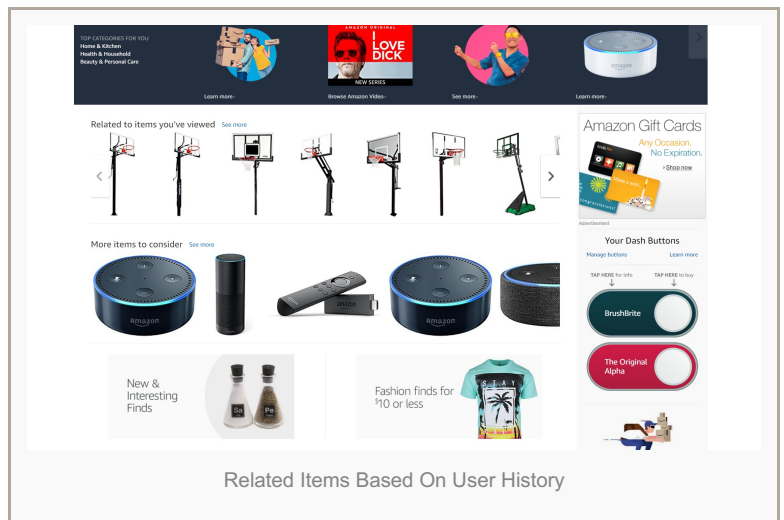 TOP CATEGORIES FOR YOU
Home & Kitchen
Health & Household
Beauty & Personal Care
AMAZON ORIGINAL
I
LOVE
DICK
NEW SERIES
amazon
Learn more›
Browse Amazon Video›
See more›
Learn more›
Related to items you've viewed See more
Amazon Gift Cards
Any Occasion.
No Expiration.
› Shop now
Advertisement
More items to consider See more
amazon
amazon
amazon
Your Dash Buttons
Manage buttons Learn more
TAP HERE for info TAP HERE to buy
BrushBrite
The Original
Alpha
New &
Interesting
Finds
Sa
Pe
Fashion finds for
$10 or less
STAY
Related Items Based On User History